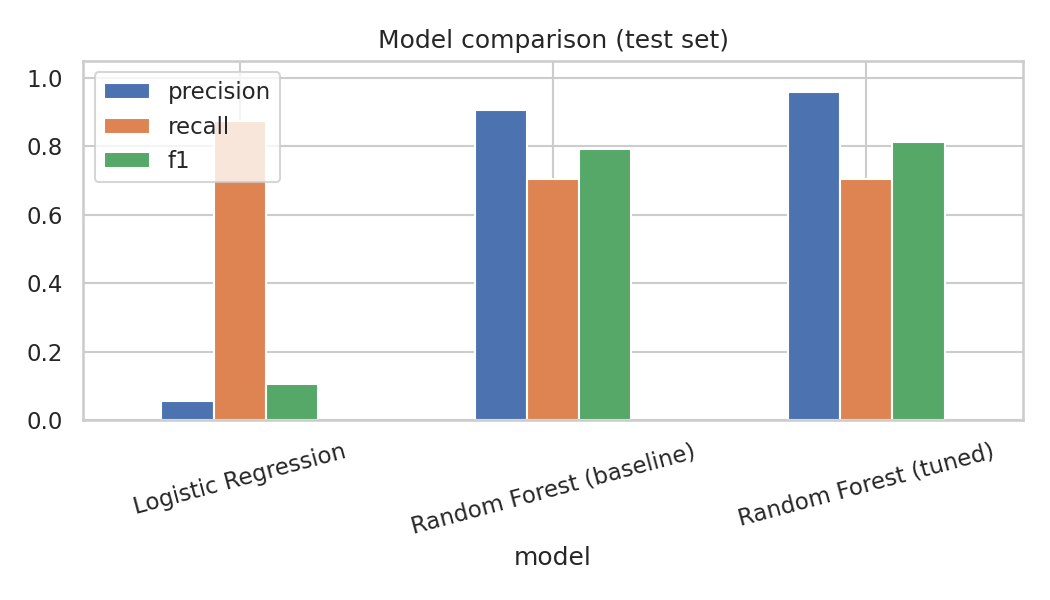 Model comparison (test set)
precision
recall
f1
1.0
0.8
0.6
0.4
0.2
0.0
Logistic Regression
Random Forest (baseline)
Random Forest (tuned)
model